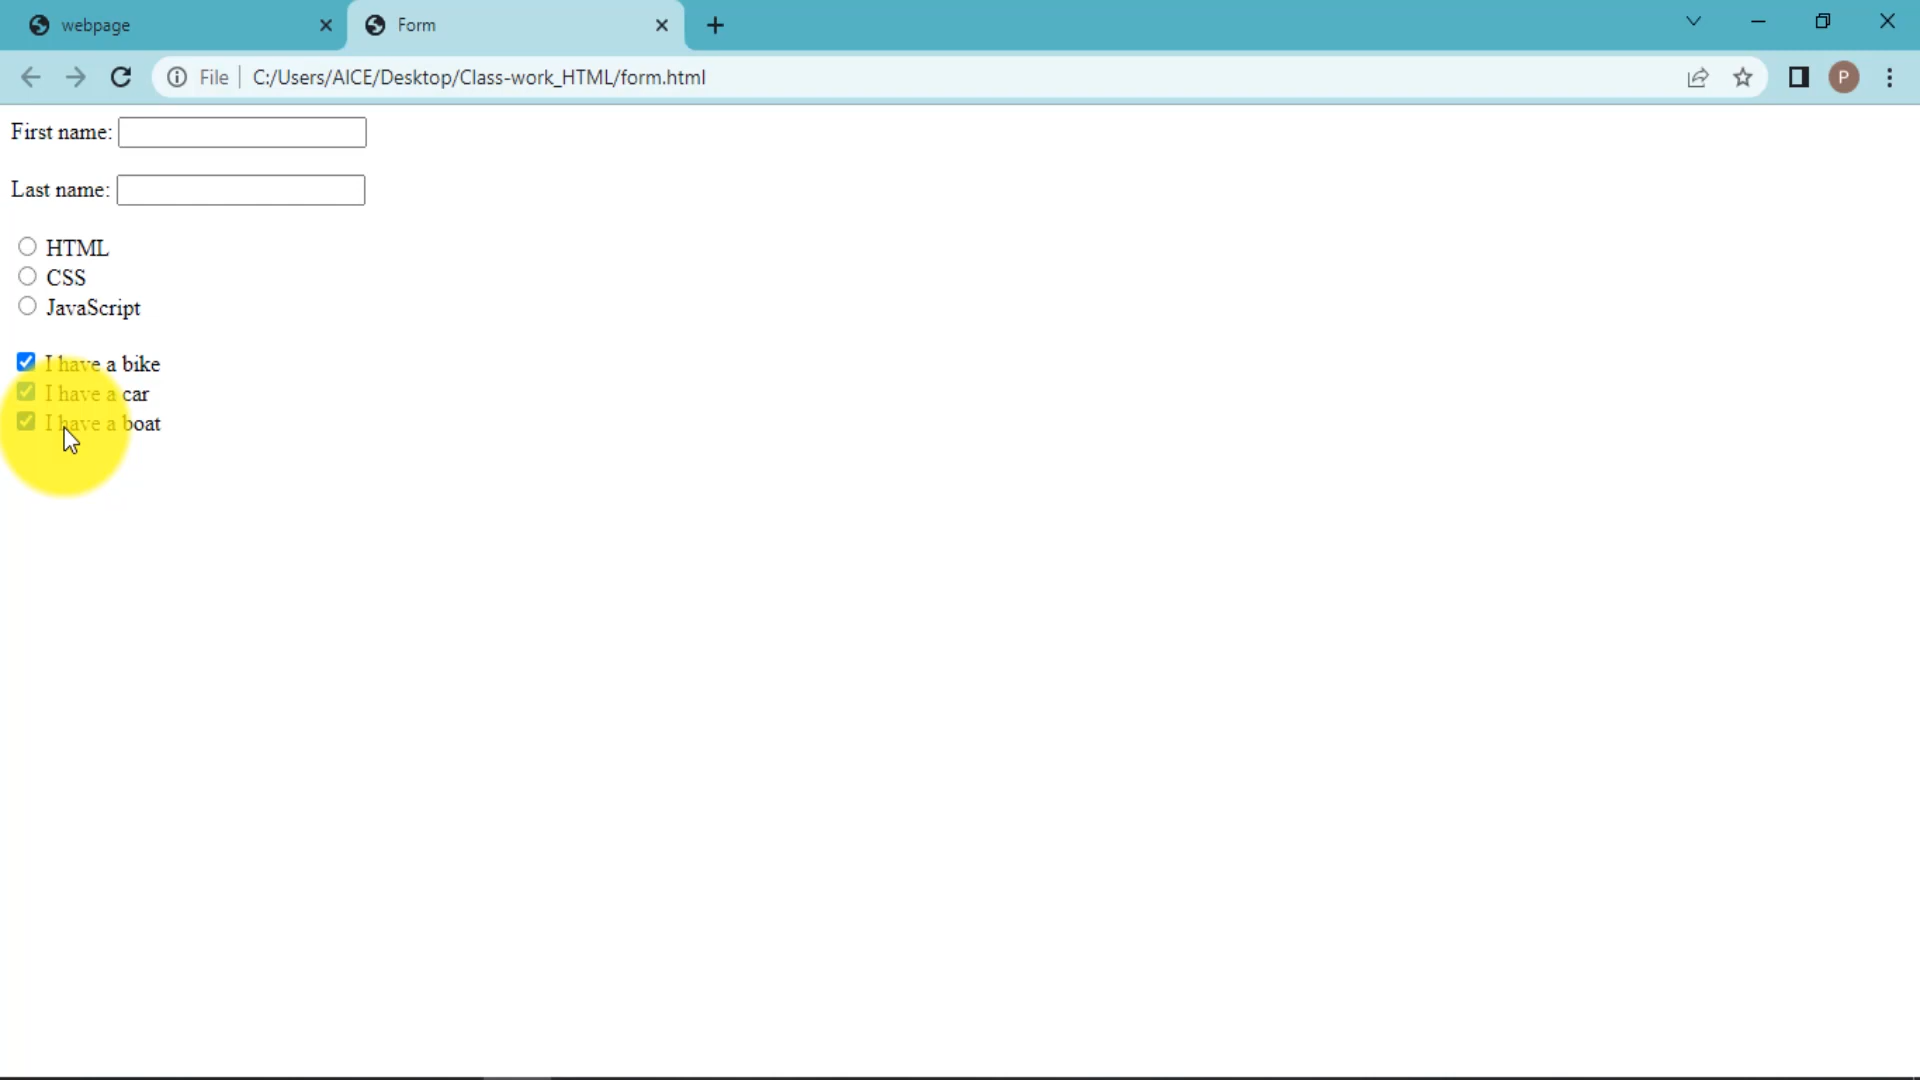 webpage
Form
File C:/Users/AICE/Desktop/Class-work_HTML/form.html
P
First name:
Last name:
HTML
CSS
JavaScript
I have a bike
I have a car
I have a boat